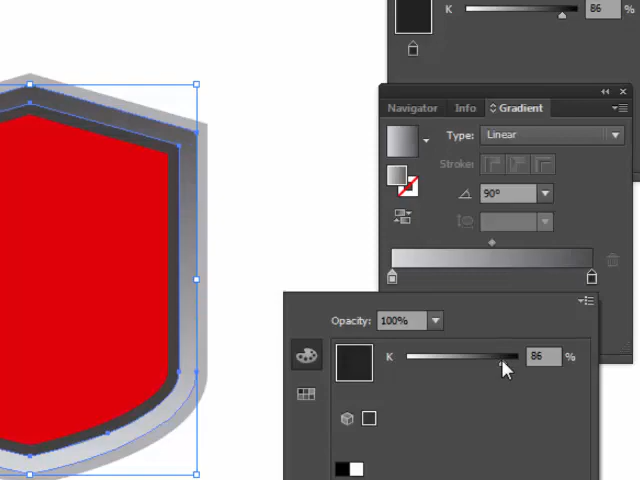 K 86 %
Navigator Info Gradient
Type: Linear
Stroke:
90°
Opacity: 100%
K 86 %